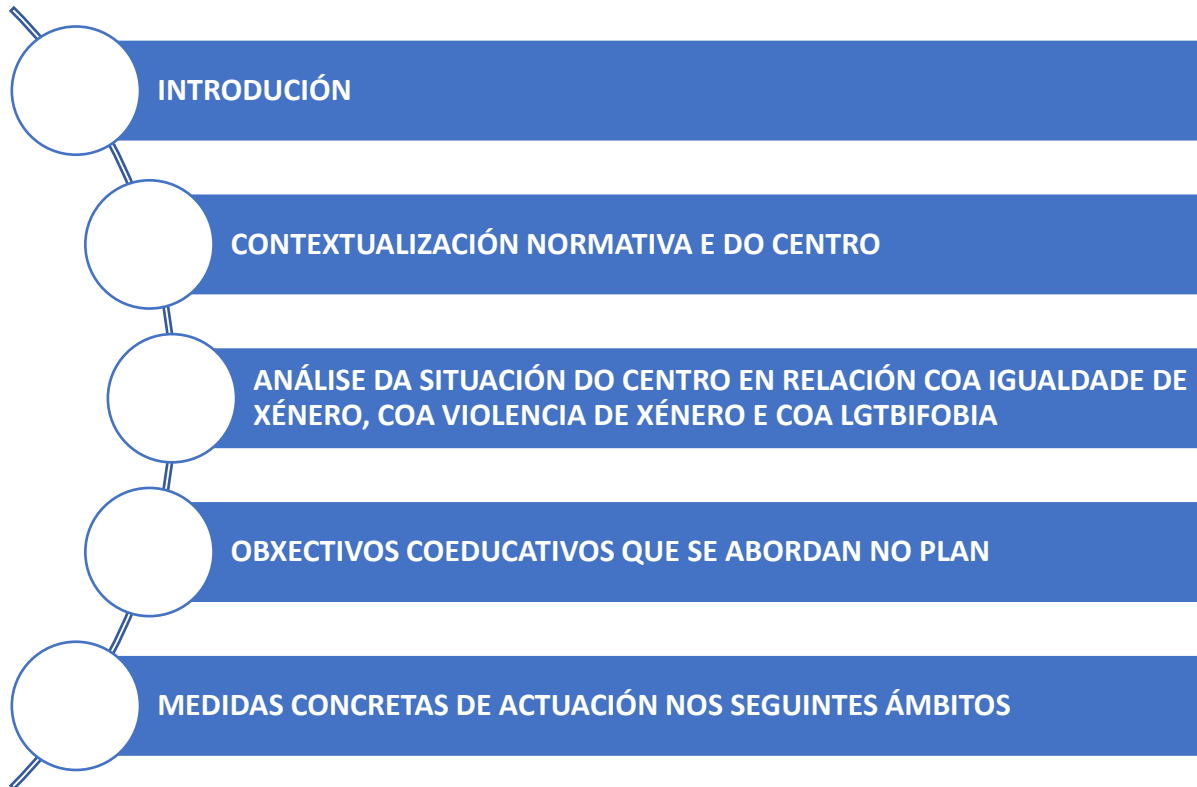 INTRODUCIÓN
CONTEXTUALIZACIÓN NORMATIVA E DO CENTRO
ANÁLISE DA SITUACIÓN DO CENTRO EN RELACIÓN COA IGUALDADE DE
XÉNERO, COA VIOLENCIA DE XÉNERO E COA LGTBIFOBIA
OBXECTIVOS COEDUCATIVOS QUE SE ABORDAN NO PLAN
MEDIDAS CONCRETAS DE ACTUACIÓN NOS SEGUINTES ÁMBITOS